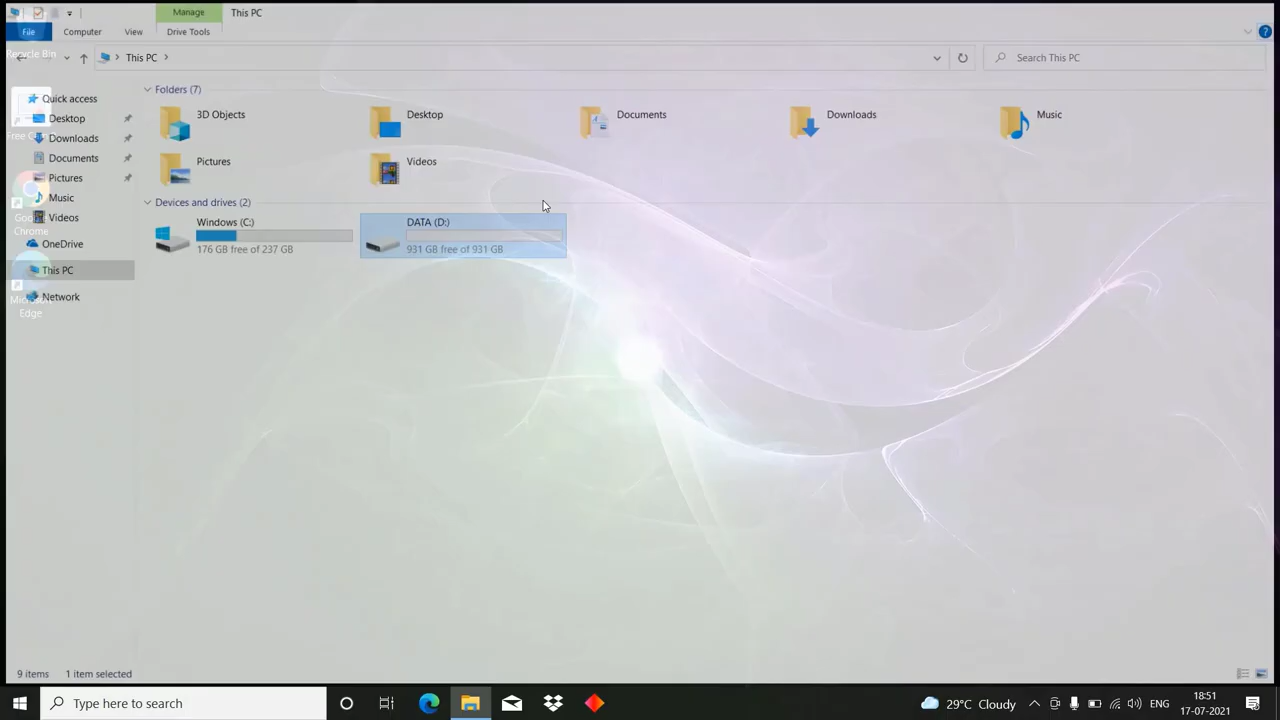 Manage
This PC
File
Computer
View
Drive Tools
Recycle Bin
This PC
Search This PC
Quick access
Desktop
Downloads
Documents
Pictures
Music
Videos
OneDrive
This PC
Network
Chrome
Microsoft
Edge
Folders (7)
3D Objects
Desktop
Documents
Downloads
Music
Pictures
Videos
Devices and drives (2)
Windows (C:)
176 GB free of 237 GB
DATA (D:)
931 GB free of 931 GB
9 items
1 item selected
Type here to search
29°C Cloudy
ENG
18:51
17-07-2021